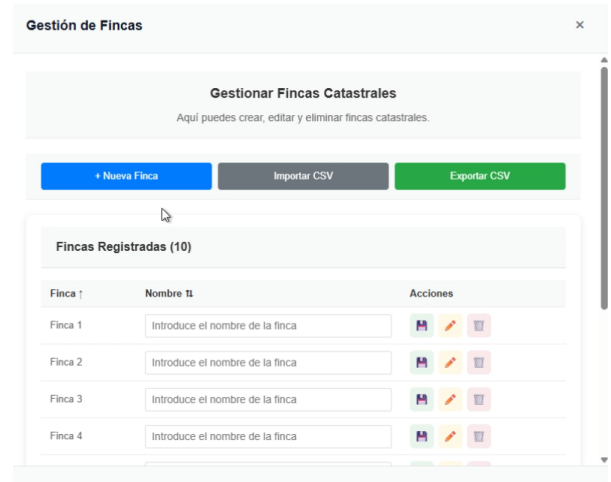 Gestión de Fincas ×
Gestionar Fincas Catastrales
Aquí puedes crear, editar y eliminar fincas catastrales.
+ Nueva Finca Importar CSV Exportar CSV
Fincas Registradas (10)
Finca ↑ Nombre ⇅ Acciones
Finca 1 Introduce el nombre de la finca
Finca 2 Introduce el nombre de la finca
Finca 3 Introduce el nombre de la finca
Finca 4 Introduce el nombre de la finca